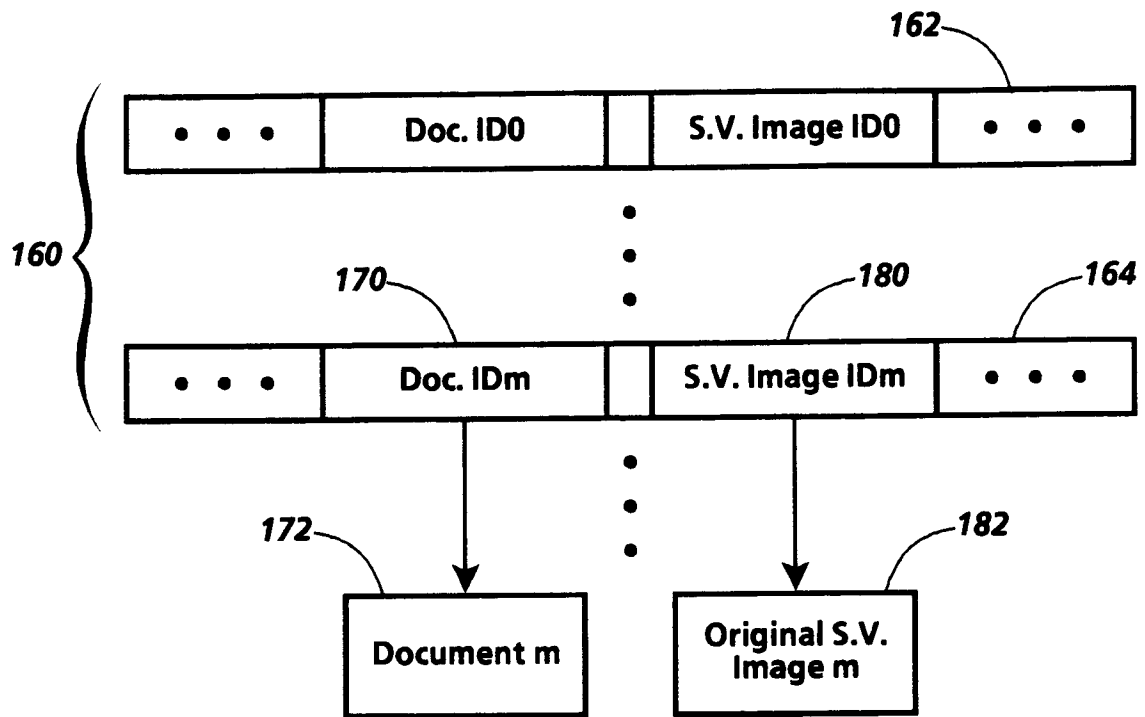 162
• • • Doc. ID0 S.V. Image ID0 • • •
160
170 180 164
• • • Doc. IDm S.V. Image IDm • • •
172 182
Document m
Original S.V.
Image m